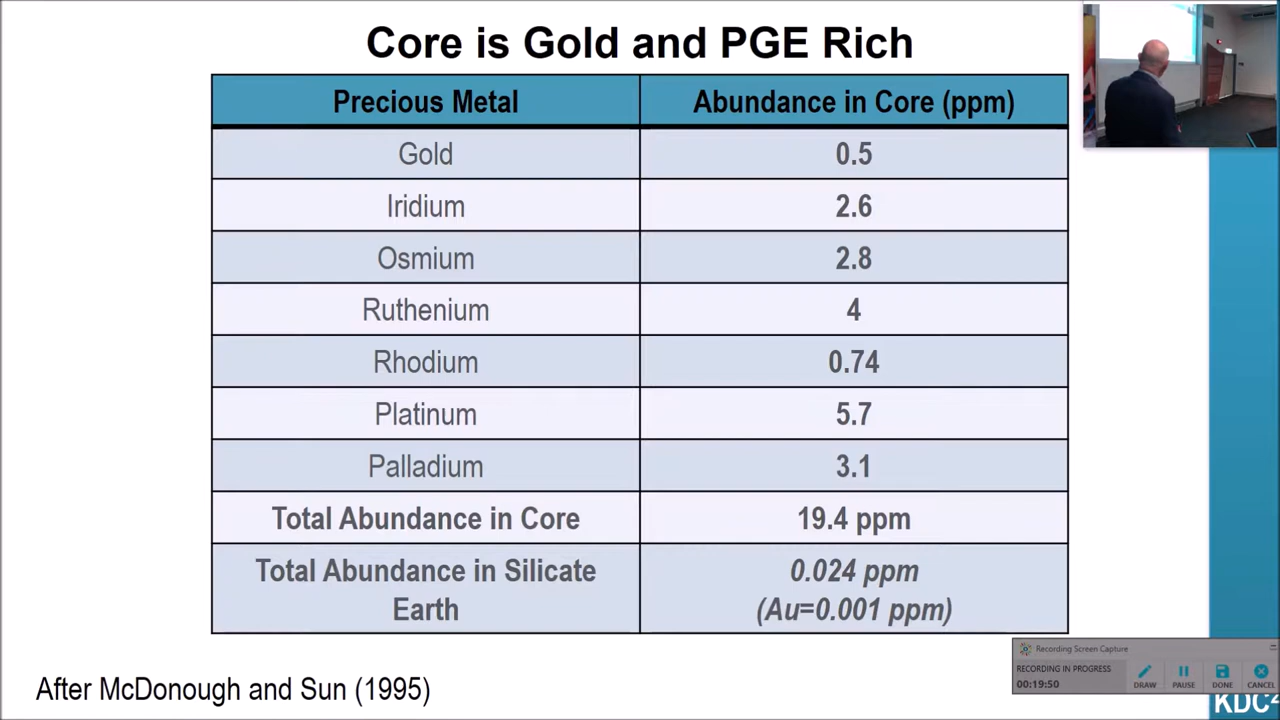 Core is Gold and PGE Rich
Precious Metal Abundance in Core (ppm)
Gold 0.5
Iridium 2.6
Osmium 2.8
Ruthenium 4
Rhodium 0.74
Platinum 5.7
Palladium 3.1
Total Abundance in Core 19.4 ppm
Total Abundance in Silicate Earth 0.024 ppm
(Au=0.001 ppm)
After McDonough and Sun (1995)
Recording Screen Capture
RECORDING IN PROGRESS
00:19:50
DRAW PAUSE DONE CANCEL
KDC²